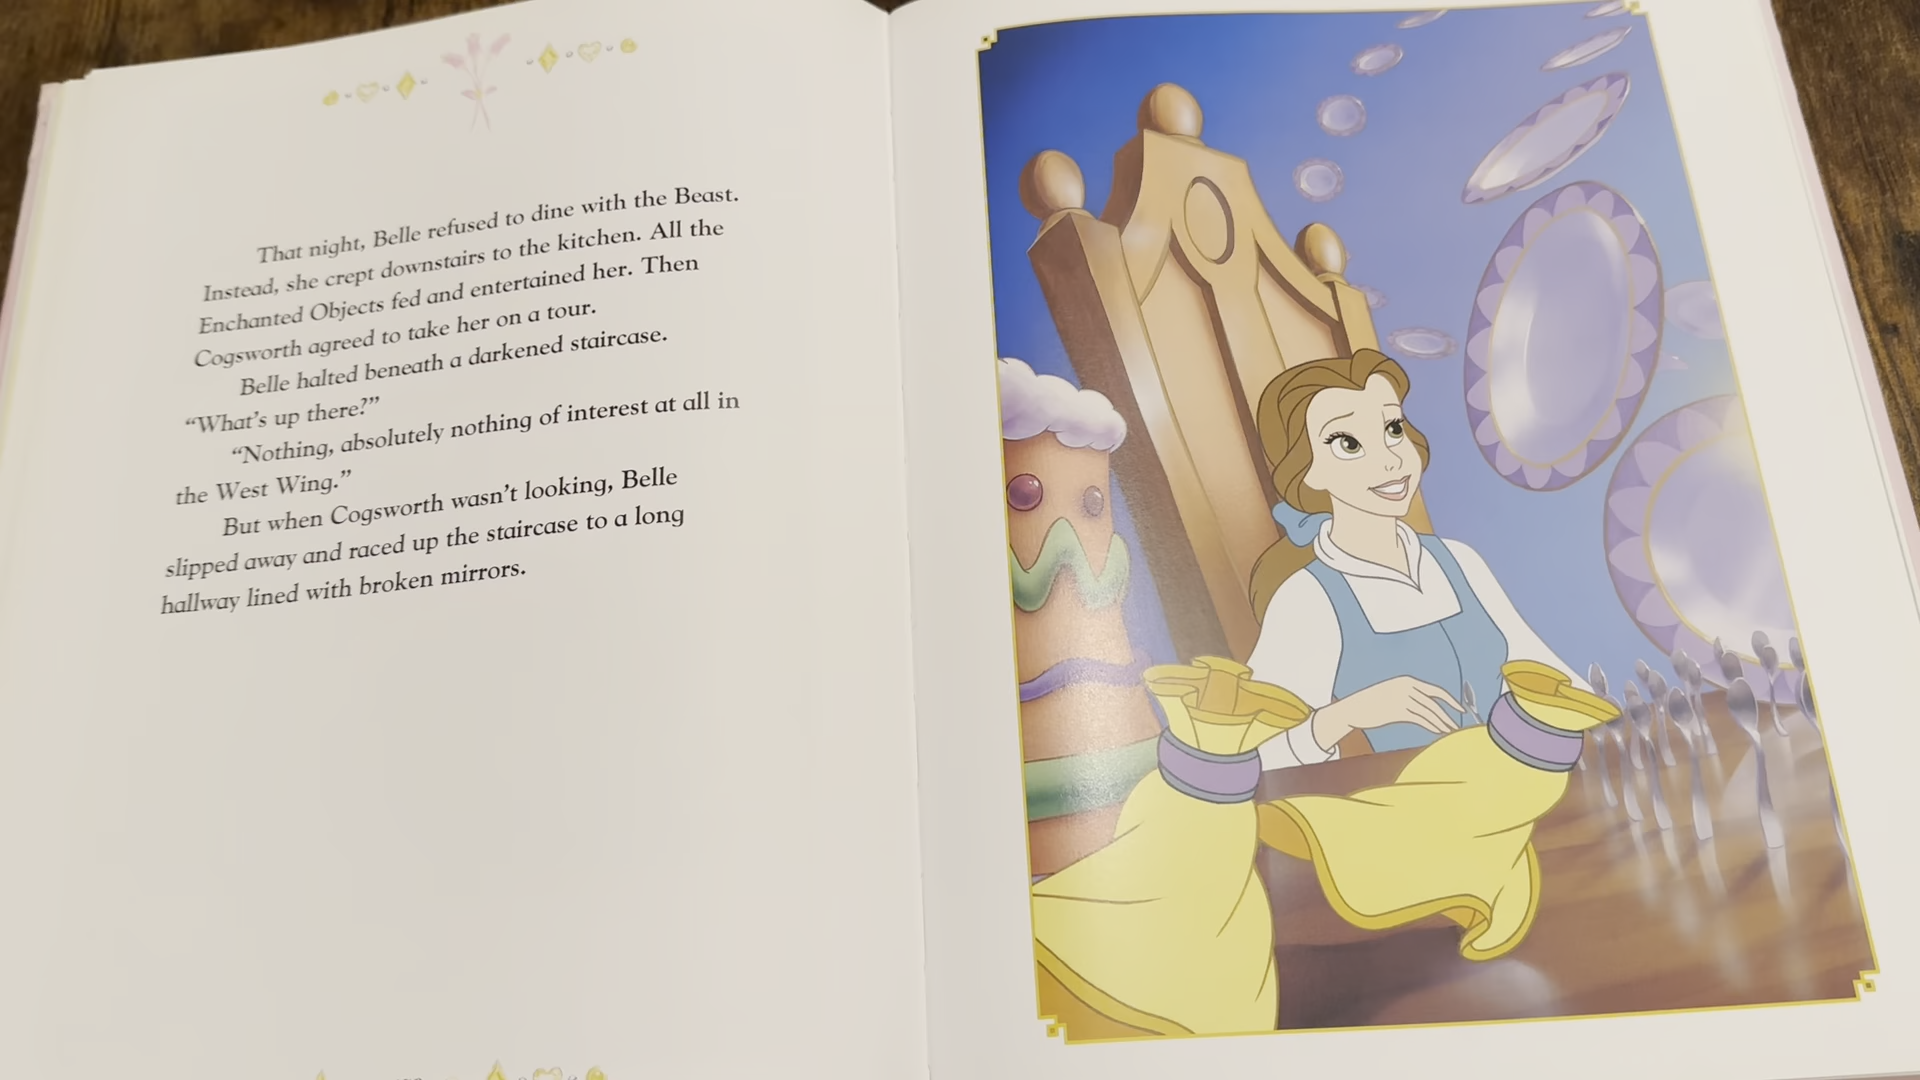 That night, Belle refused to dine with the Beast.
Instead, she crept downstairs to the kitchen. All the
Enchanted Objects fed and entertained her. Then
Cogsworth agreed to take her on a tour.
Belle halted beneath a darkened staircase.
“What’s up there?”
“Nothing, absolutely nothing of interest at all in
the West Wing.”
But when Cogsworth wasn’t looking, Belle
slipped away and raced up the staircase to a long
hallway lined with broken mirrors.